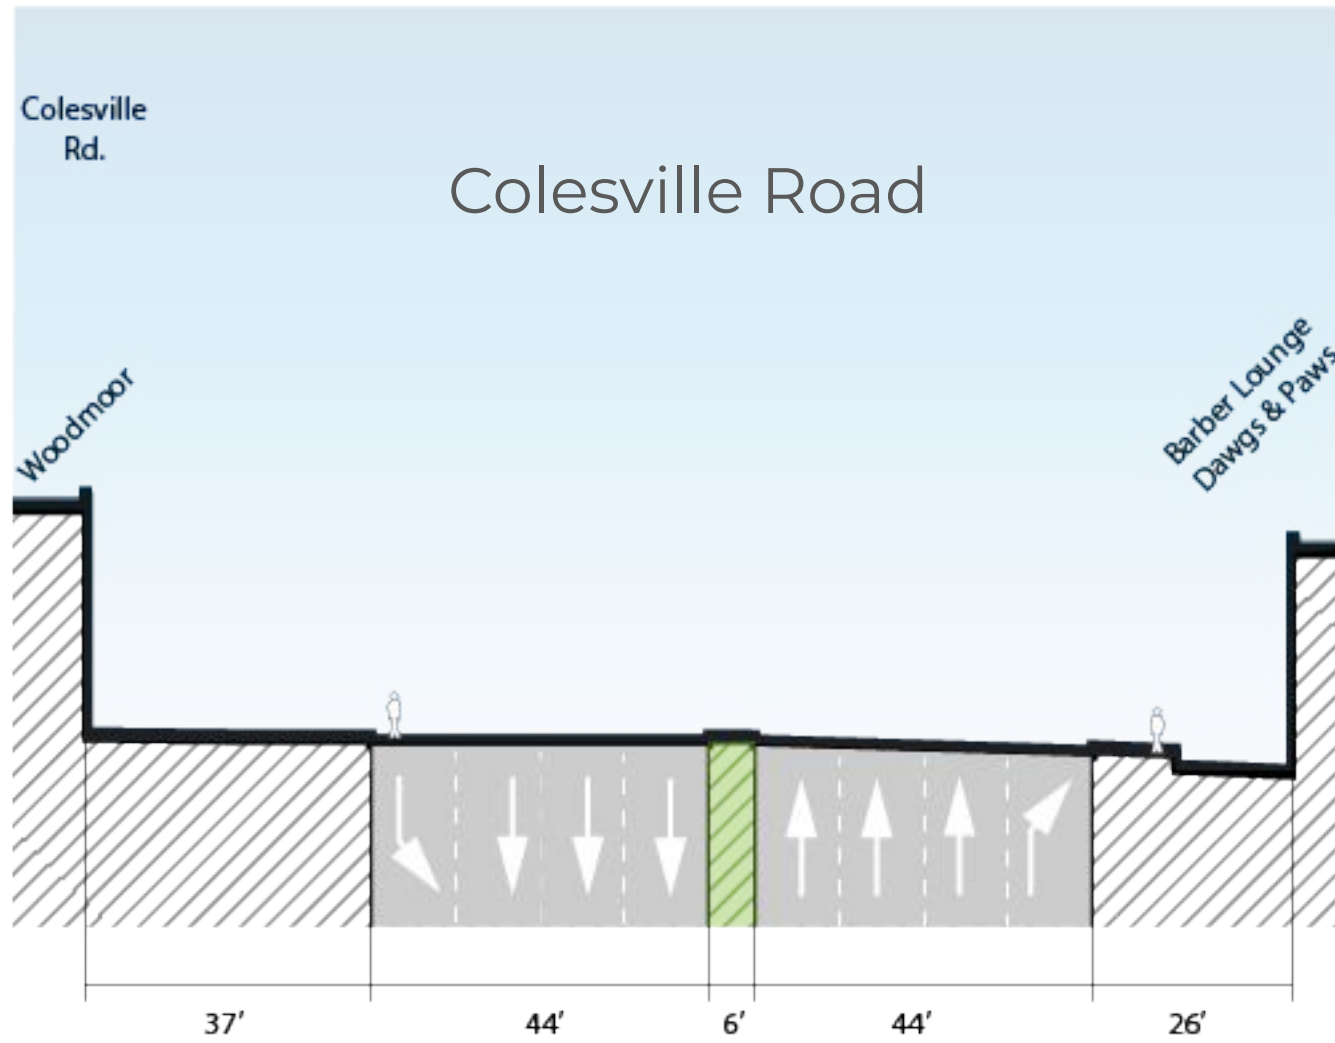 Colesville
Rd.
Colesville Road
Woodmoor
Barber Lounge
Dawgs & Paws
37′
44′
6′
44′
26′